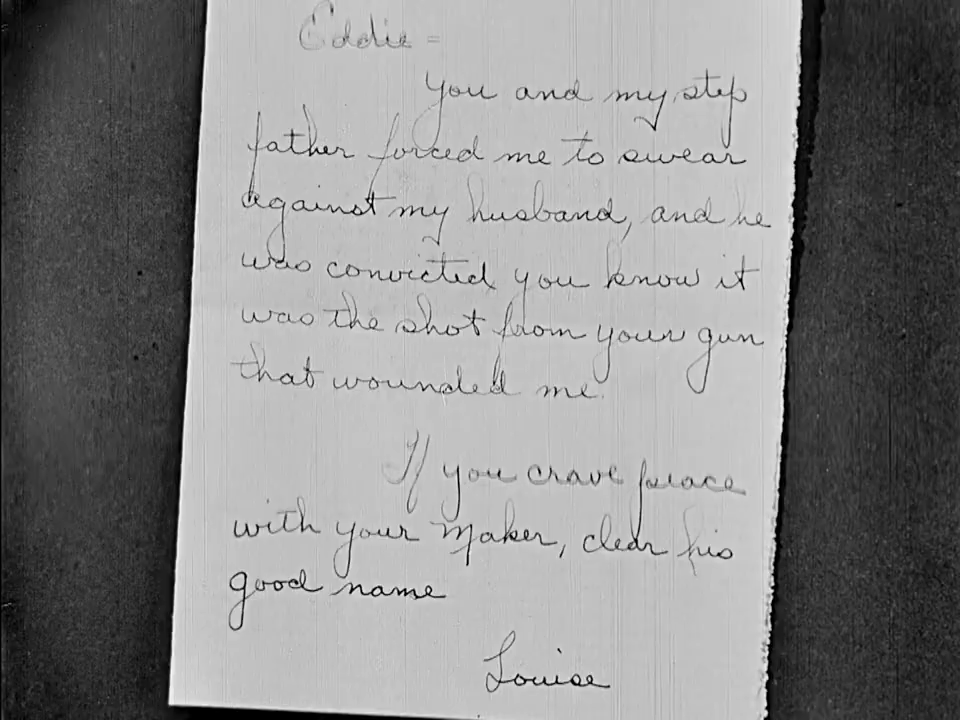 Eddie =
You and my step
father forced me to swear
against my husband, and he
was convicted you know it
was the shot from your gun
that wounded me.
If you crave peace
with your Maker, clear his
good name
Louise